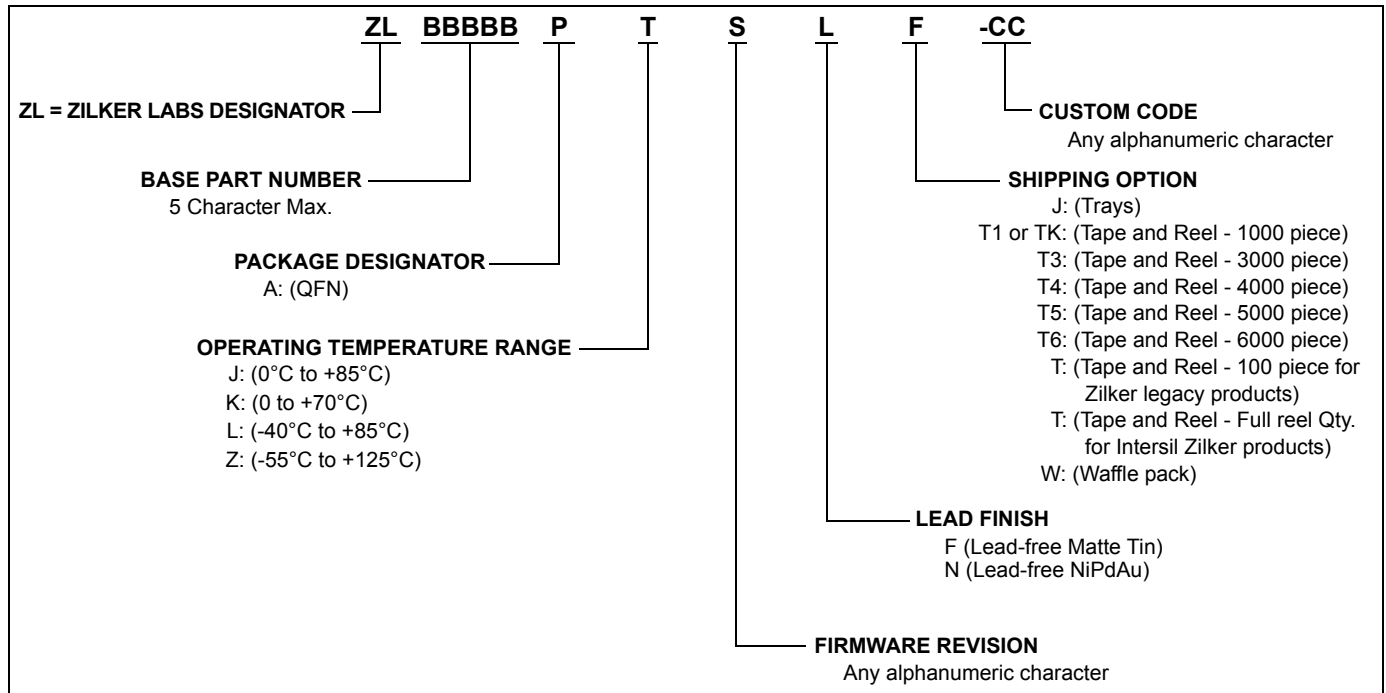 ZL BBBBB P T S L F -CC
ZL = ZILKER LABS DESIGNATOR
BASE PART NUMBER
5 Character Max.
PACKAGE DESIGNATOR
A: (QFN)
OPERATING TEMPERATURE RANGE
J: (0°C to +85°C)
K: (0 to +70°C)
L: (-40°C to +85°C)
Z: (-55°C to +125°C)
CUSTOM CODE
Any alphanumeric character
SHIPPING OPTION
J: (Trays)
T1 or TK: (Tape and Reel - 1000 piece)
T3: (Tape and Reel - 3000 piece)
T4: (Tape and Reel - 4000 piece)
T5: (Tape and Reel - 5000 piece)
T6: (Tape and Reel - 6000 piece)
T: (Tape and Reel - 100 piece for
Zilker legacy products)
T: (Tape and Reel - Full reel Qty.
for Intersil Zilker products)
W: (Waffle pack)
LEAD FINISH
F (Lead-free Matte Tin)
N (Lead-free NiPdAu)
FIRMWARE REVISION
Any alphanumeric character